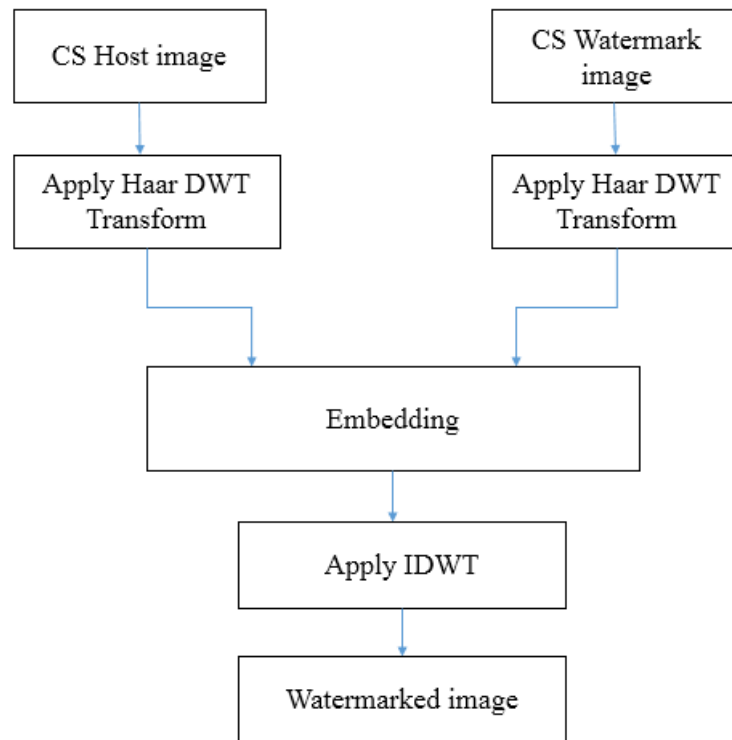 CS Host image
CS Watermark
image
Apply Haar DWT
Transform
Apply Haar DWT
Transform
Embedding
Apply IDWT
Watermarked image